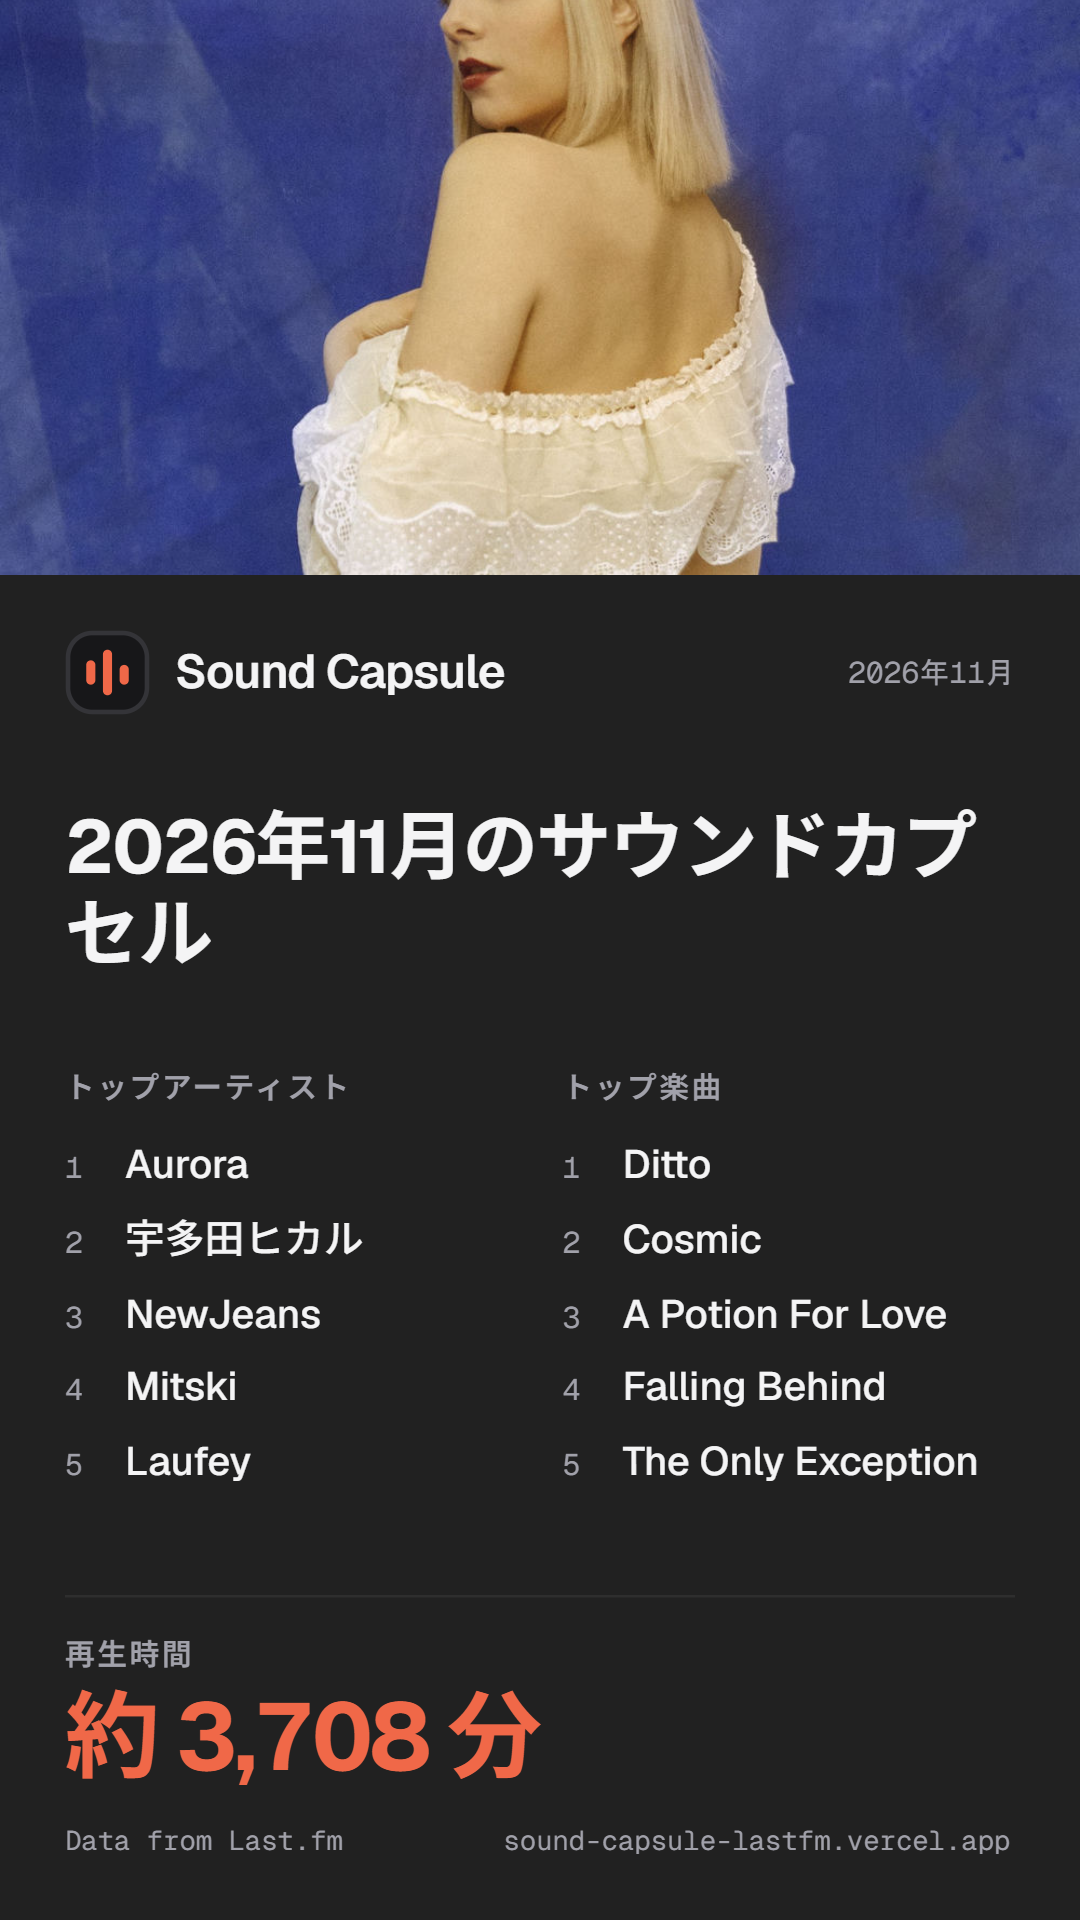 Sound Capsule
2026年11月
2026年11月のサウンドカプ
セル
トップアーティスト
1 Aurora
2 宇多田ヒカル
3 NewJeans
4 Mitski
5 Laufey
トップ楽曲
1 Ditto
2 Cosmic
3 A Potion For Love
4 Falling Behind
5 The Only Exception
再生時間
約 3,708 分
Data from Last.fm
sound-capsule-lastfm.vercel.app